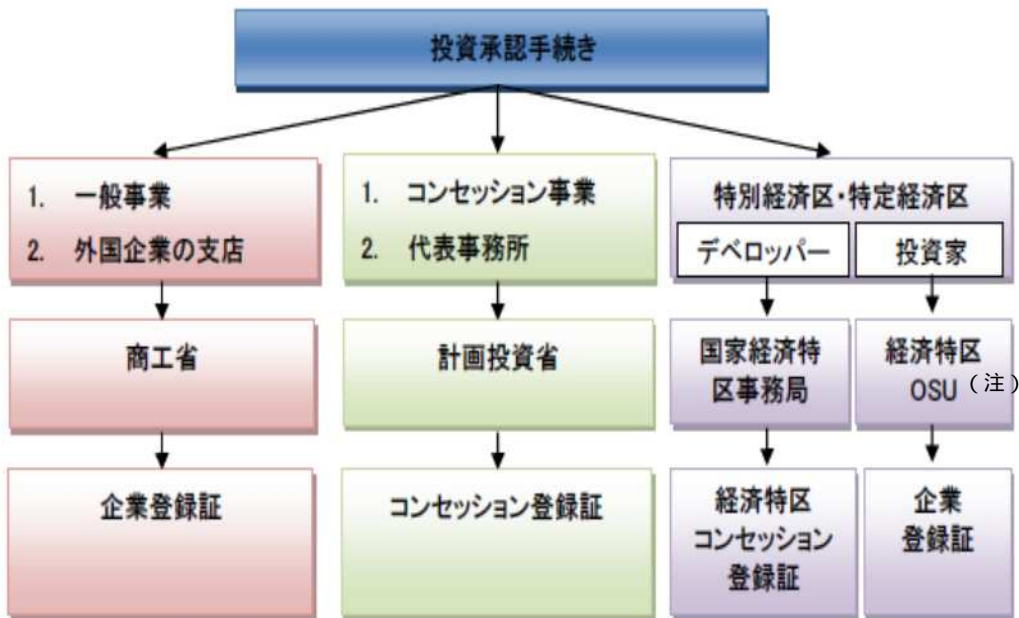 投資承認手続き
1. 一般事業
2. 外国企業の支店
1. コンセッション事業
2. 代表事務所
特別経済区・特定経済区
デベロッパー
投資家
商工省
計画投資省
国家経済特
区事務局
経済特区
OSU（注）
企業登録証
コンセッション登録証
経済特区
コンセッション
登録証
企業
登録証